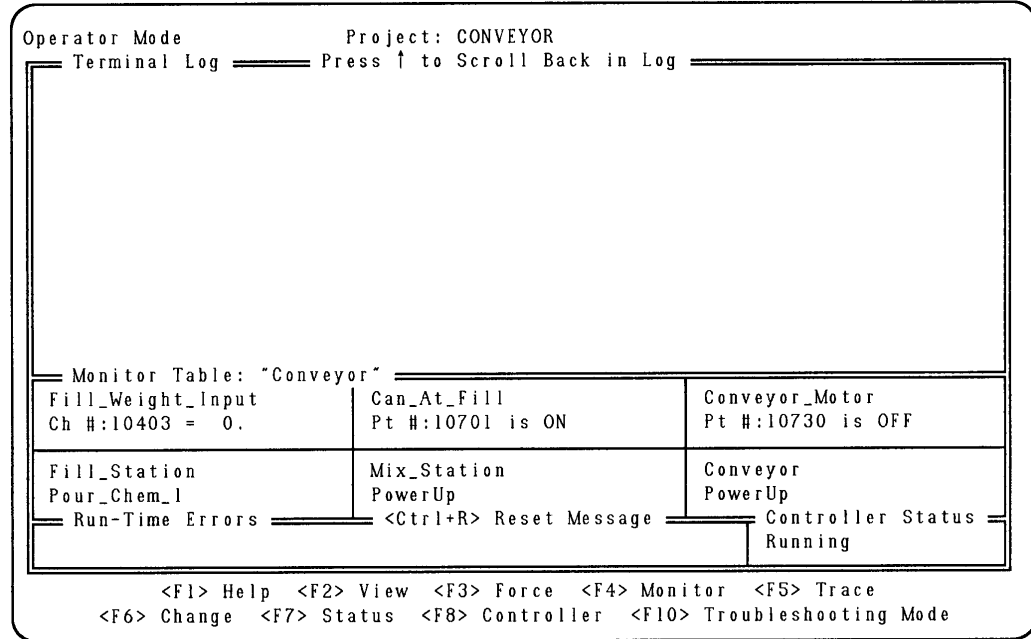 Operator Mode Project: CONVEYOR
Terminal Log Press ↑ to Scroll Back in Log
Monitor Table: "Conveyor"
Fill_Weight_Input Can_At_Fill Conveyor_Motor
Ch #:10403 = 0. Pt #:10701 is ON Pt #:10730 is OFF
Fill_Station Mix_Station Conveyor
Pour_Chem_1 PowerUp PowerUp
Run-Time Errors <Ctrl+R> Reset Message Controller Status
Running
<F1> Help <F2> View <F3> Force <F4> Monitor <F5> Trace
<F6> Change <F7> Status <F8> Controller <F10> Troubleshooting Mode